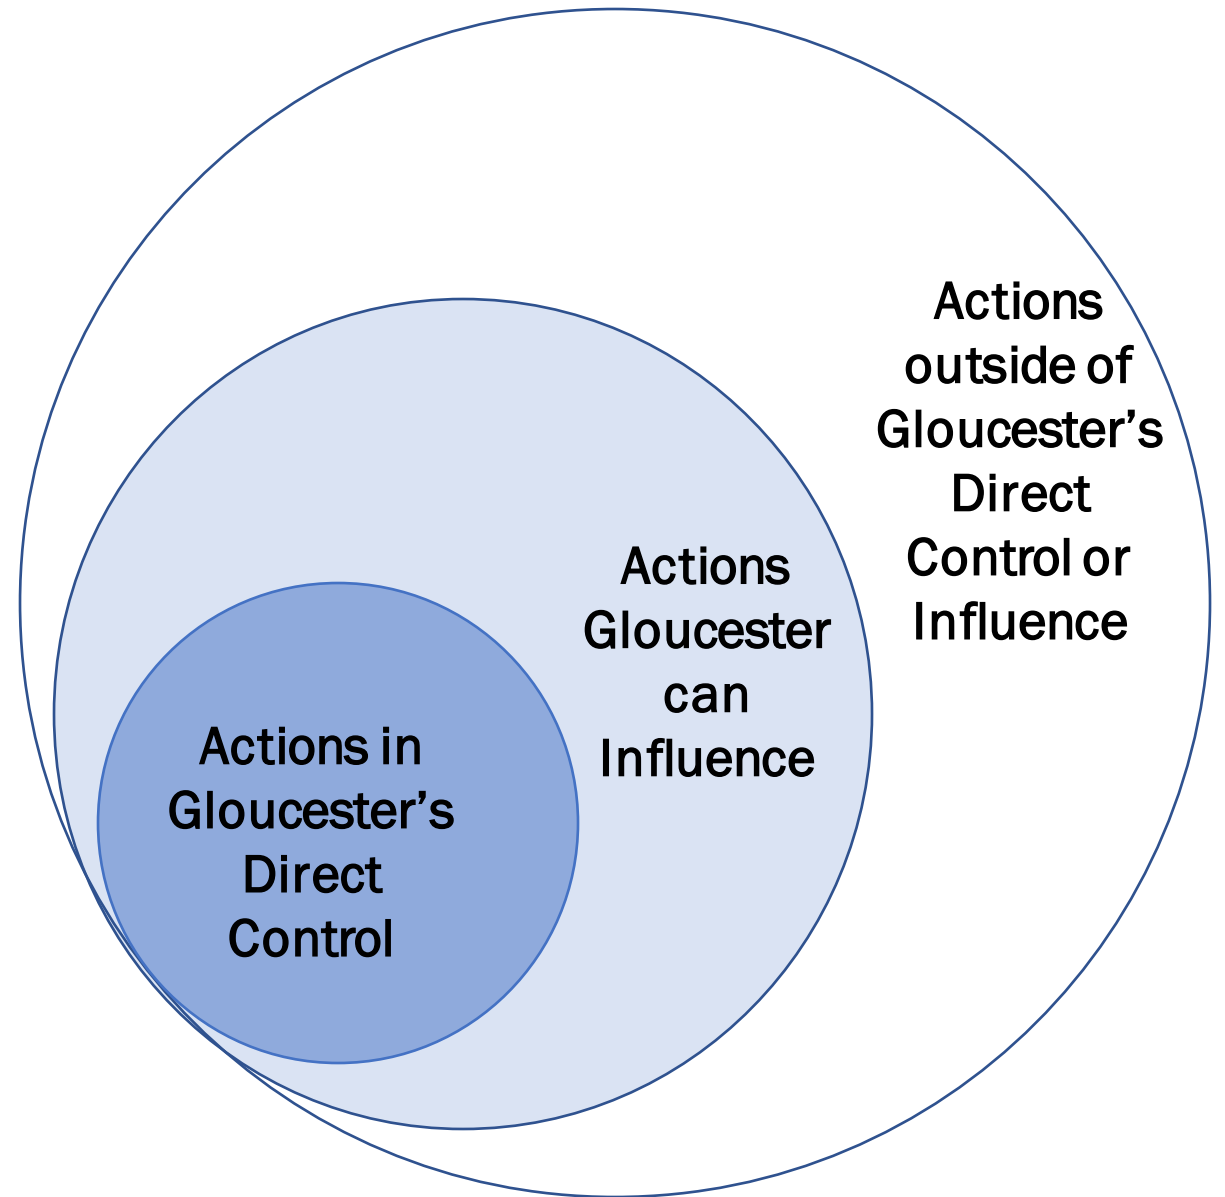 Actions
outside of
Gloucester’s
Direct
Control or
Influence
Actions
Gloucester
can
Influence
Actions in
Gloucester’s
Direct
Control